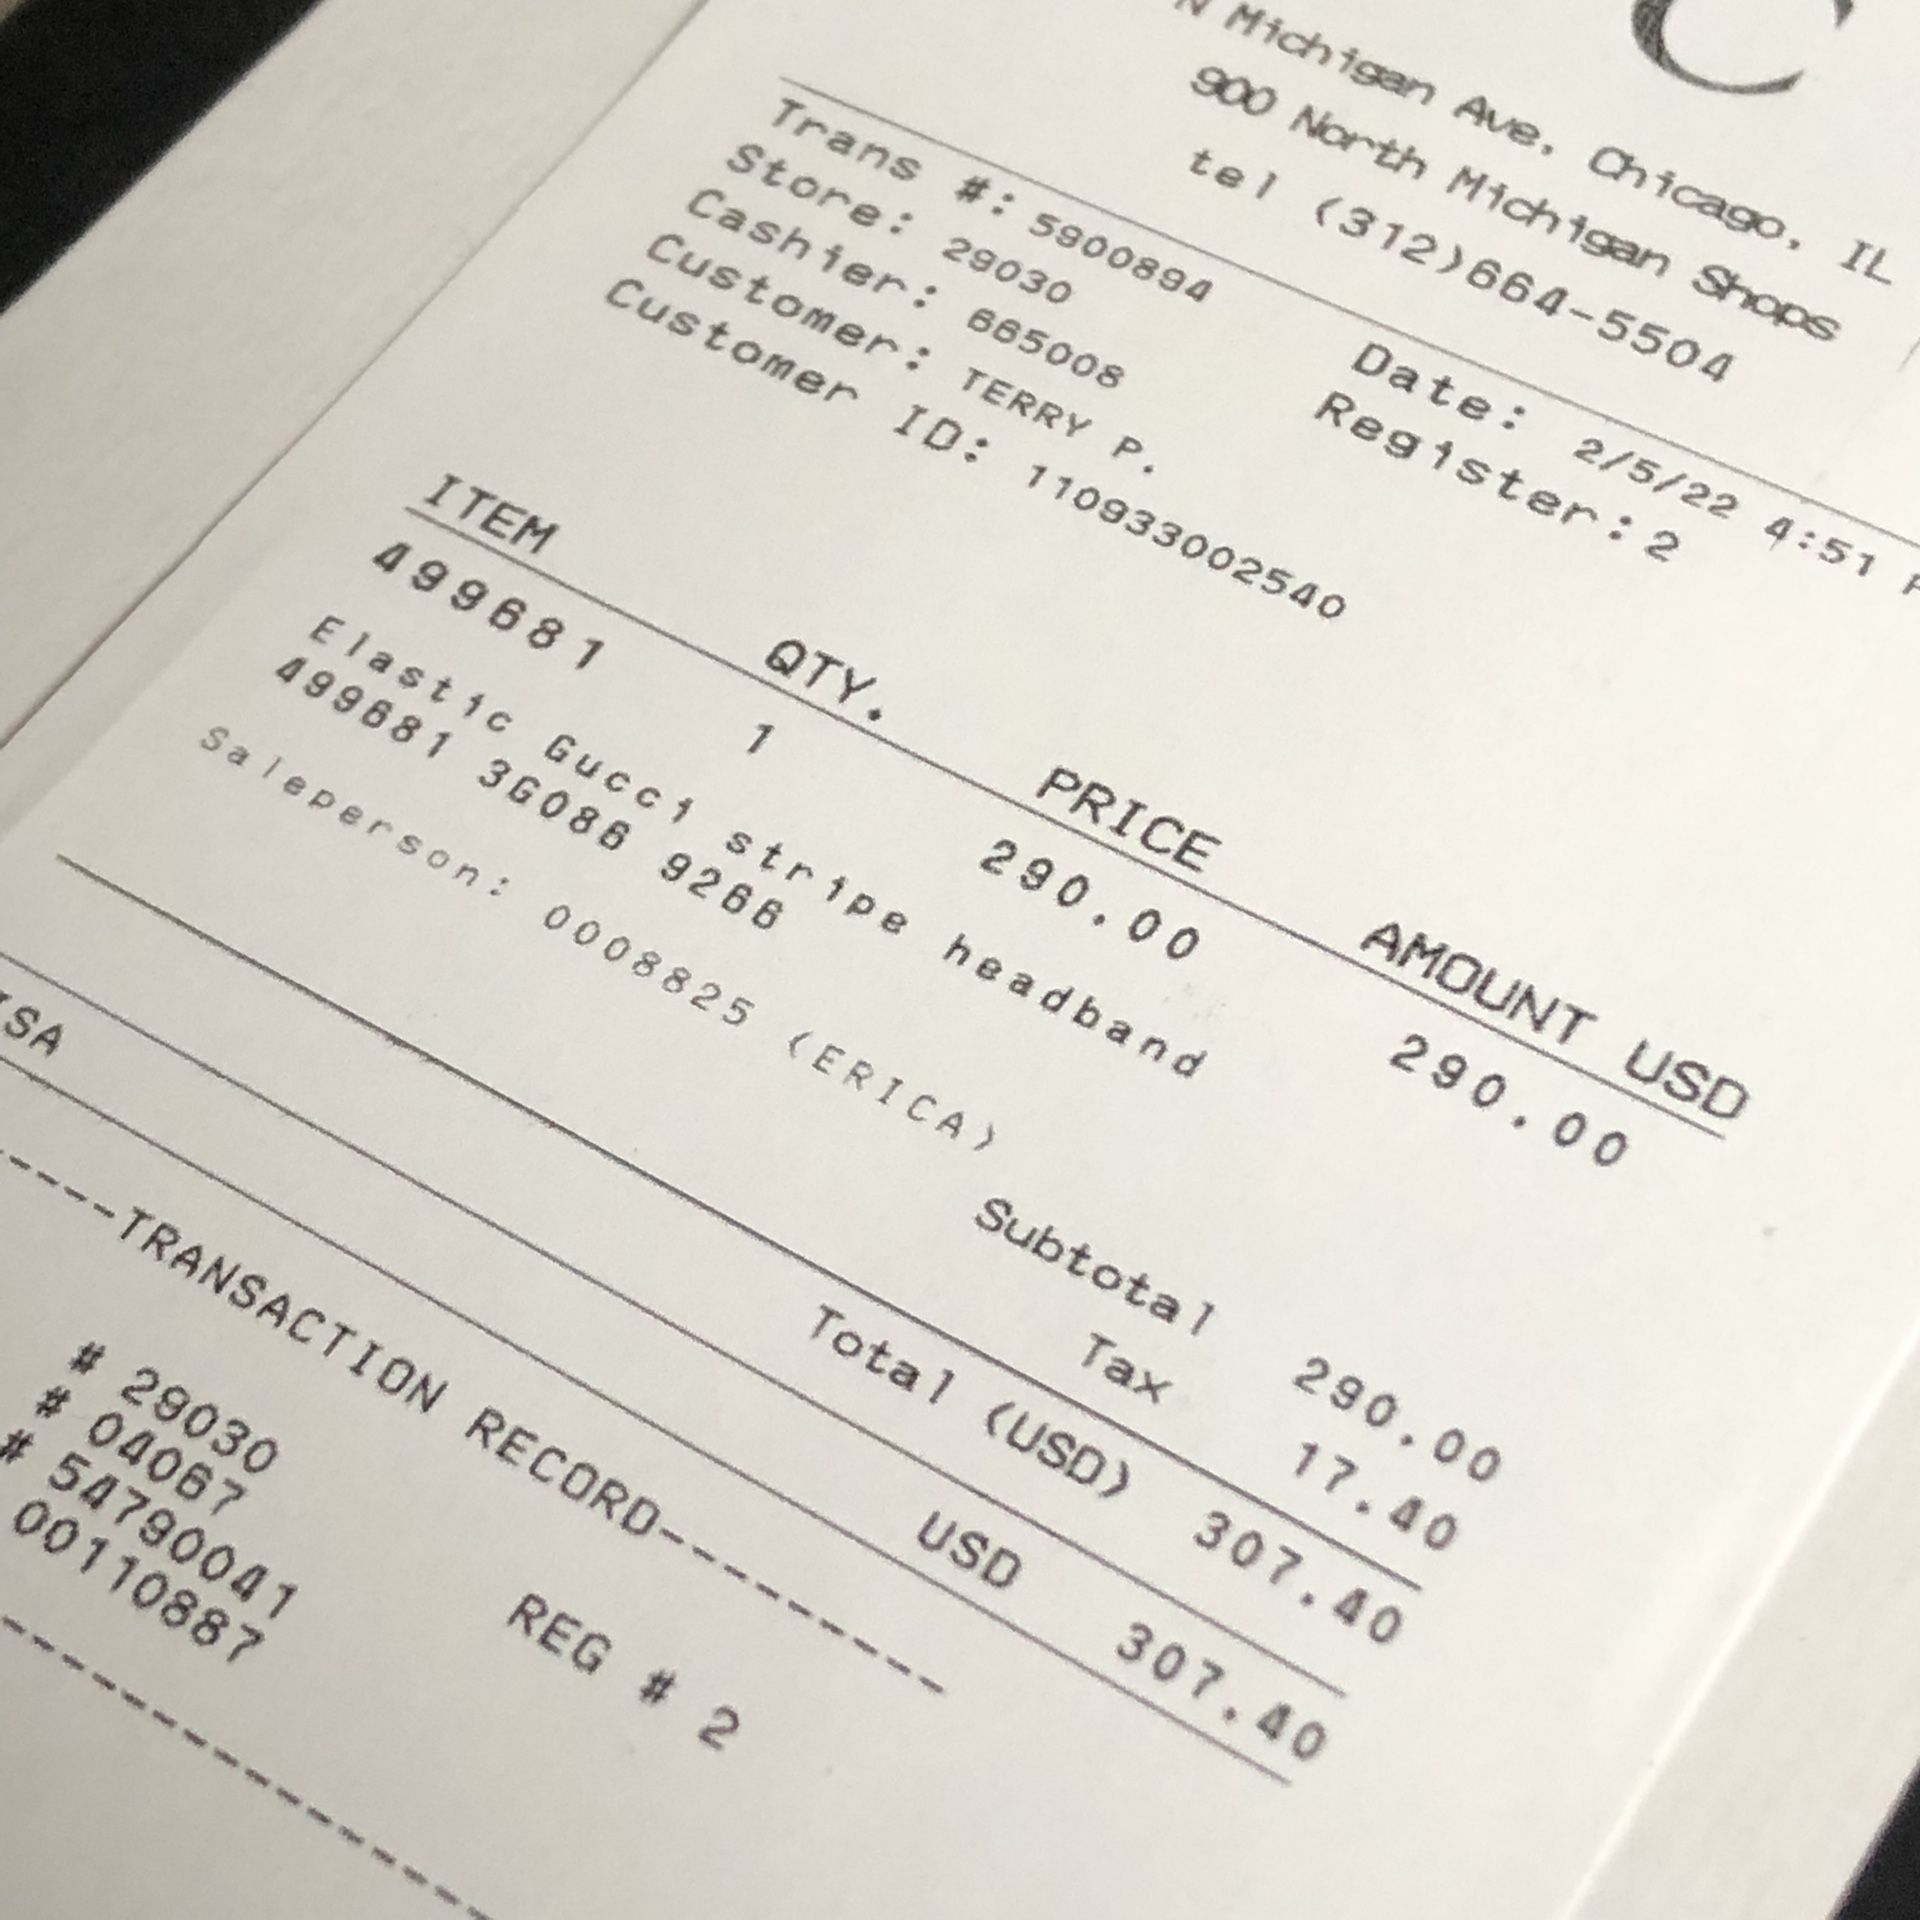 C
N Michigan Ave, Chicago, IL
900 North Michigan Shops
tel (312)664-5504
Trans #: 5900894 Date: 2/5/22 4:51 P
Store: 29030 Register:2
Cashier: 665008
Customer: TERRY P.
Customer ID: 110933002540
ITEM QTY. PRICE AMOUNT USD
499681 1 290.00 290.00
Elastic Gucci stripe headband
499681 3G086 9266
Saleperson: 0008825 (ERICA)
Subtotal 290.00
Tax 17.40
Total (USD) 307.40
ISA USD 307.40
-----TRANSACTION RECORD----------
# 29030
# 04067 REG # 2
# 54790041
00110887